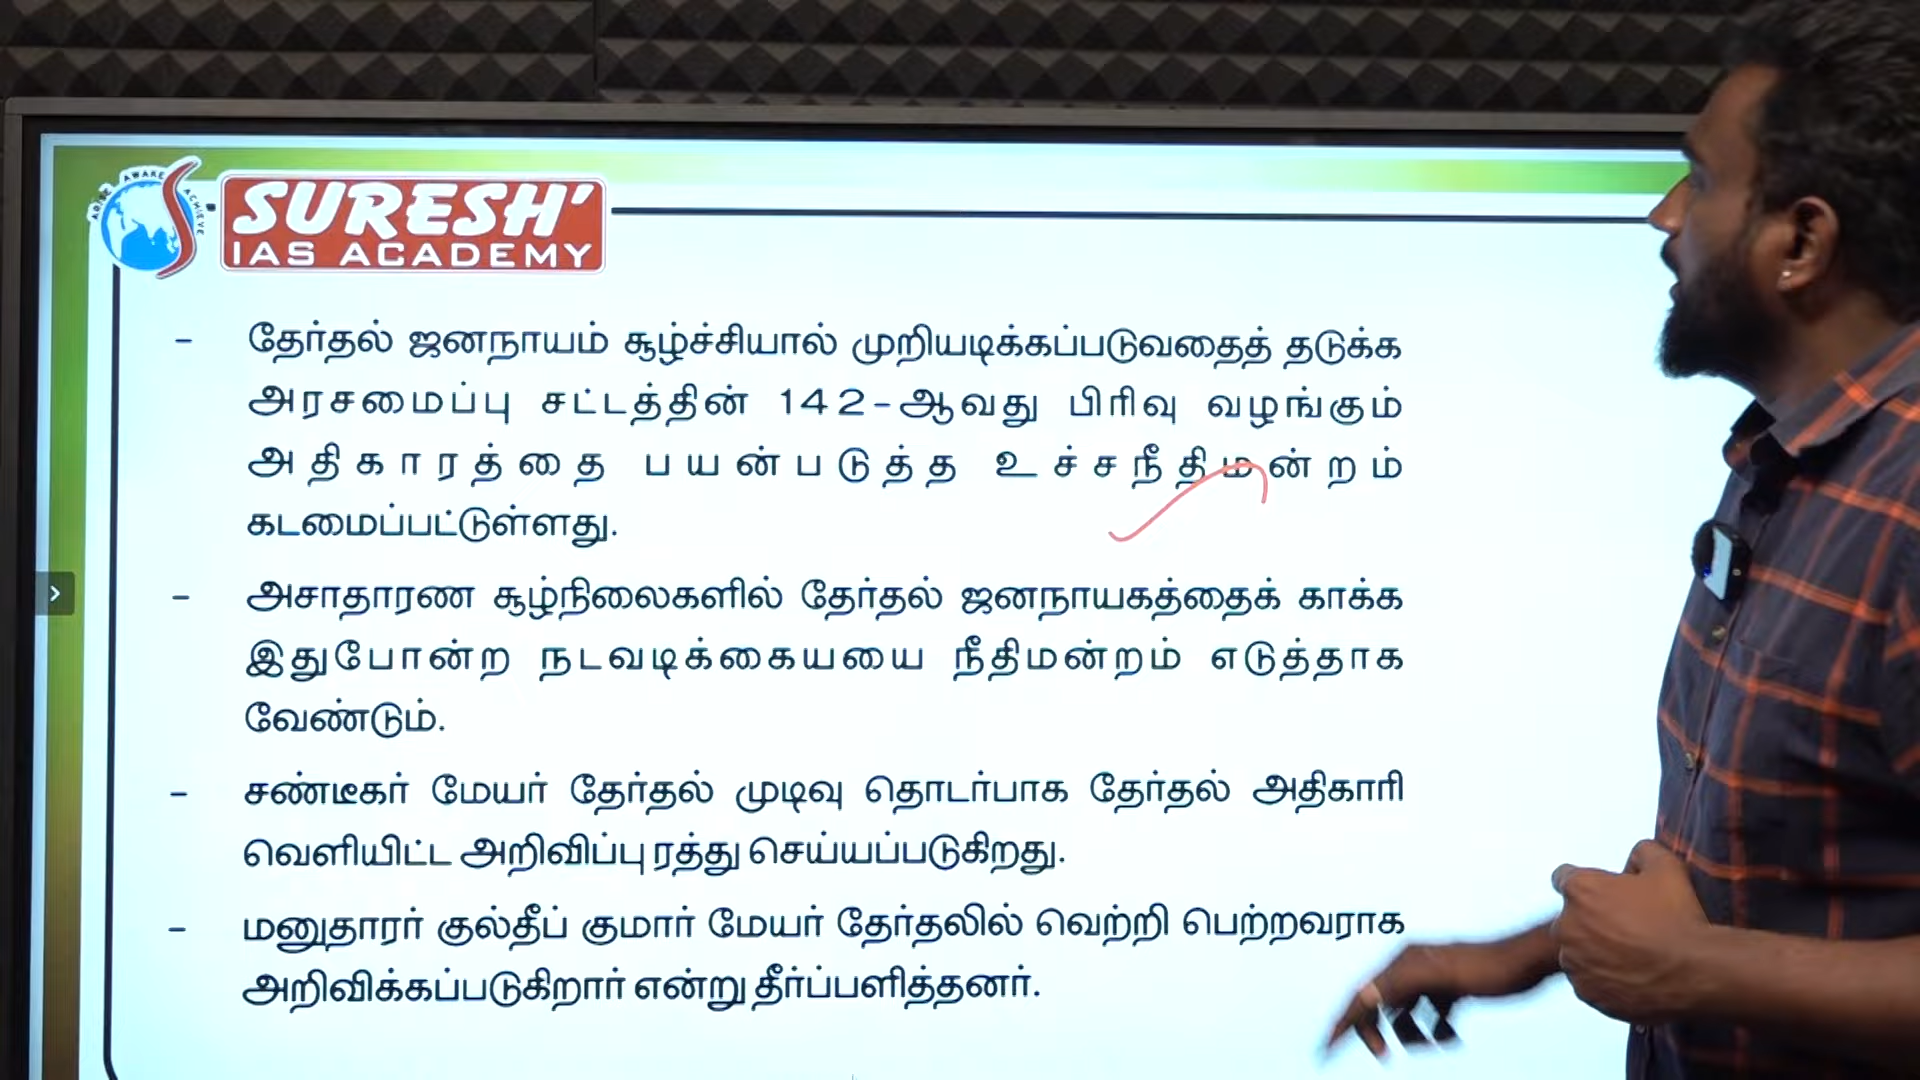 ARISE AWAKE ACHIEVE
SURESH'
IAS ACADEMY
- தேர்தல் ஜனநாயம் சூழ்ச்சியால் முறியடிக்கப்படுவதைத் தடுக்க
அரசமைப்பு சட்டத்தின் 142-ஆவது பிரிவு வழங்கும்
அதிகாரத்தை பயன்படுத்த உச்சநீதிமன்றம்
கடமைப்பட்டுள்ளது.
- அசாதாரண சூழ்நிலைகளில் தேர்தல் ஜனநாயகத்தைக் காக்க
இதுபோன்ற நடவடிக்கையயை நீதிமன்றம் எடுத்தாக
வேண்டும்.
- சண்டீகர் மேயர் தேர்தல் முடிவு தொடர்பாக தேர்தல் அதிகாரி
வெளியிட்ட அறிவிப்பு ரத்து செய்யப்படுகிறது.
- மனுதாரர் குல்தீப் குமார் மேயர் தேர்தலில் வெற்றி பெற்றவராக
அறிவிக்கப்படுகிறார் என்று தீர்ப்பளித்தனர்.